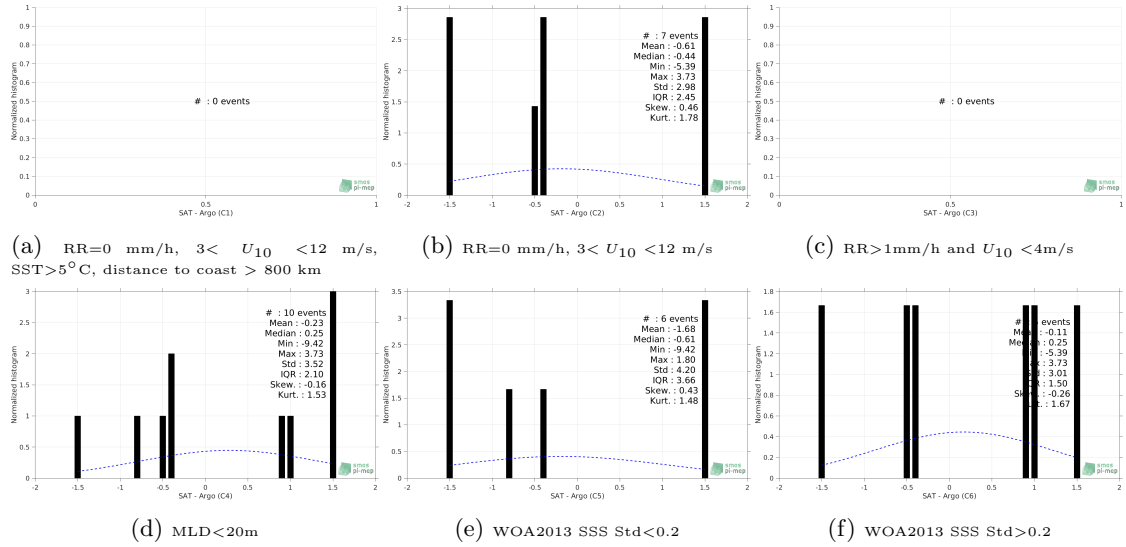 Normalized histogram
1
0.9
0.8
0.7
0.6
0.5
0.4
0.3
0.2
0.1
0
# : 0 events
0 0.5 1
SAT - Argo (C1)
smos
pi-mep
(a) RR=0 mm/h, 3< U10 <12 m/s,
SST>5°C, distance to coast > 800 km
Normalized histogram
3
2.5
2
1.5
1
0.5
0
# : 7 events
Mean : -0.61
Median : -0.44
Min : -5.39
Max : 3.73
Std : 2.98
IQR : 2.45
Skew. : 0.46
Kurt. : 1.78
-2 -1.5 -1 -0.5 0 0.5 1 1.5 2
SAT - Argo (C2)
smos
pi-mep
(b) RR=0 mm/h, 3< U10 <12 m/s
Normalized histogram
1
0.9
0.8
0.7
0.6
0.5
0.4
0.3
0.2
0.1
0
# : 0 events
0 0.5 1
SAT - Argo (C3)
smos
pi-mep
(c) RR>1mm/h and U10 <4m/s
Normalized histogram
3
2.5
2
1.5
1
0.5
0
# : 10 events
Mean : -0.23
Median : 0.25
Min : -9.42
Max : 3.73
Std : 3.52
IQR : 2.10
Skew. : -0.16
Kurt. : 1.53
-2 -1.5 -1 -0.5 0 0.5 1 1.5 2
SAT - Argo (C4)
smos
pi-mep
(d) MLD<20m
Normalized histogram
3.5
3
2.5
2
1.5
1
0.5
0
# : 6 events
Mean : -1.68
Median : -0.61
Min : -9.42
Max : 1.80
Std : 4.20
IQR : 3.66
Skew. : 0.43
Kurt. : 1.48
-2 -1.5 -1 -0.5 0 0.5 1 1.5 2
SAT - Argo (C5)
smos
pi-mep
(e) WOA2013 SSS Std<0.2
Normalized histogram
1.8
1.6
1.4
1.2
1
0.8
0.6
0.4
0.2
0
# : events
: -0.11
: 0.25
: -5.39
: 3.73
: 3.01
: 1.50
: -0.26
: 1.67
-2 -1.5 -1 -0.5 0 0.5 1 1.5 2
SAT - Argo (C6)
smos
pi-mep
(f) WOA2013 SSS Std>0.2